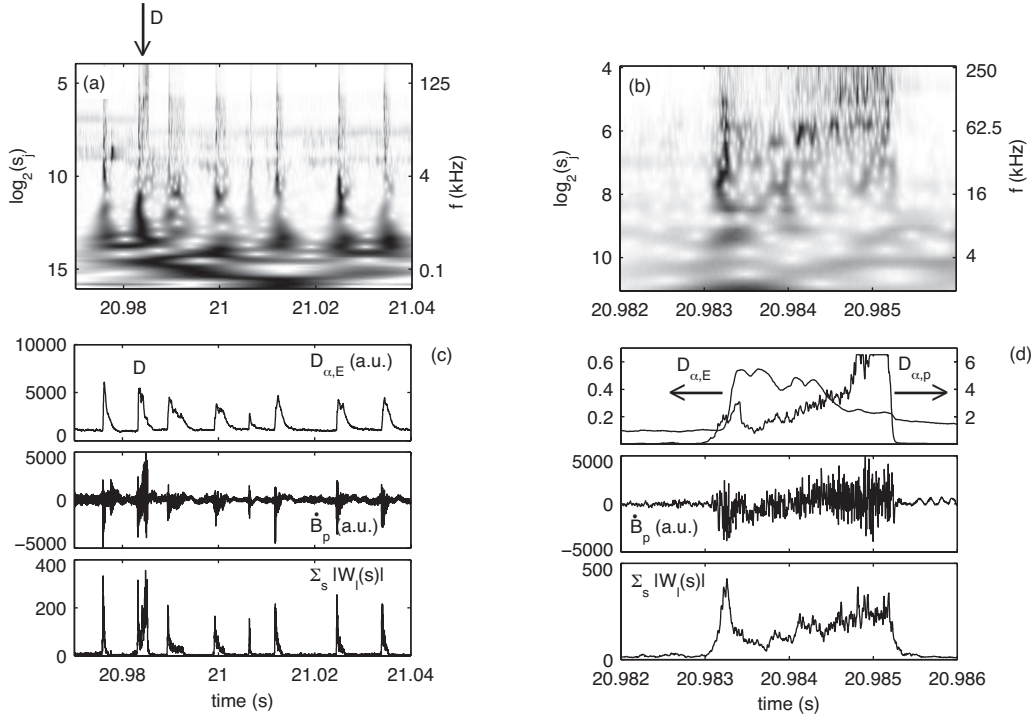 D
(a)
5
10
15
log2(sj)
125
4
0.1
f (kHz)
20.98
21
21.02
21.04
(b)
4
6
8
10
log2(sj)
250
62.5
16
4
f (kHz)
20.982
20.983
20.984
20.985
(c)
10000
5000
0
D
Dα,E (a.u.)
5000
0
−5000
Ḃp (a.u.)
400
200
0
Σs |Wl(s)|
20.98
21
21.02
21.04
time (s)
(d)
0.6
0.4
0.2
Dα,E
Dα,p
6
4
2
5000
0
−5000
Ḃp (a.u.)
500
0
Σs |Wl(s)|
20.982
20.983
20.984
20.985
20.986
time (s)